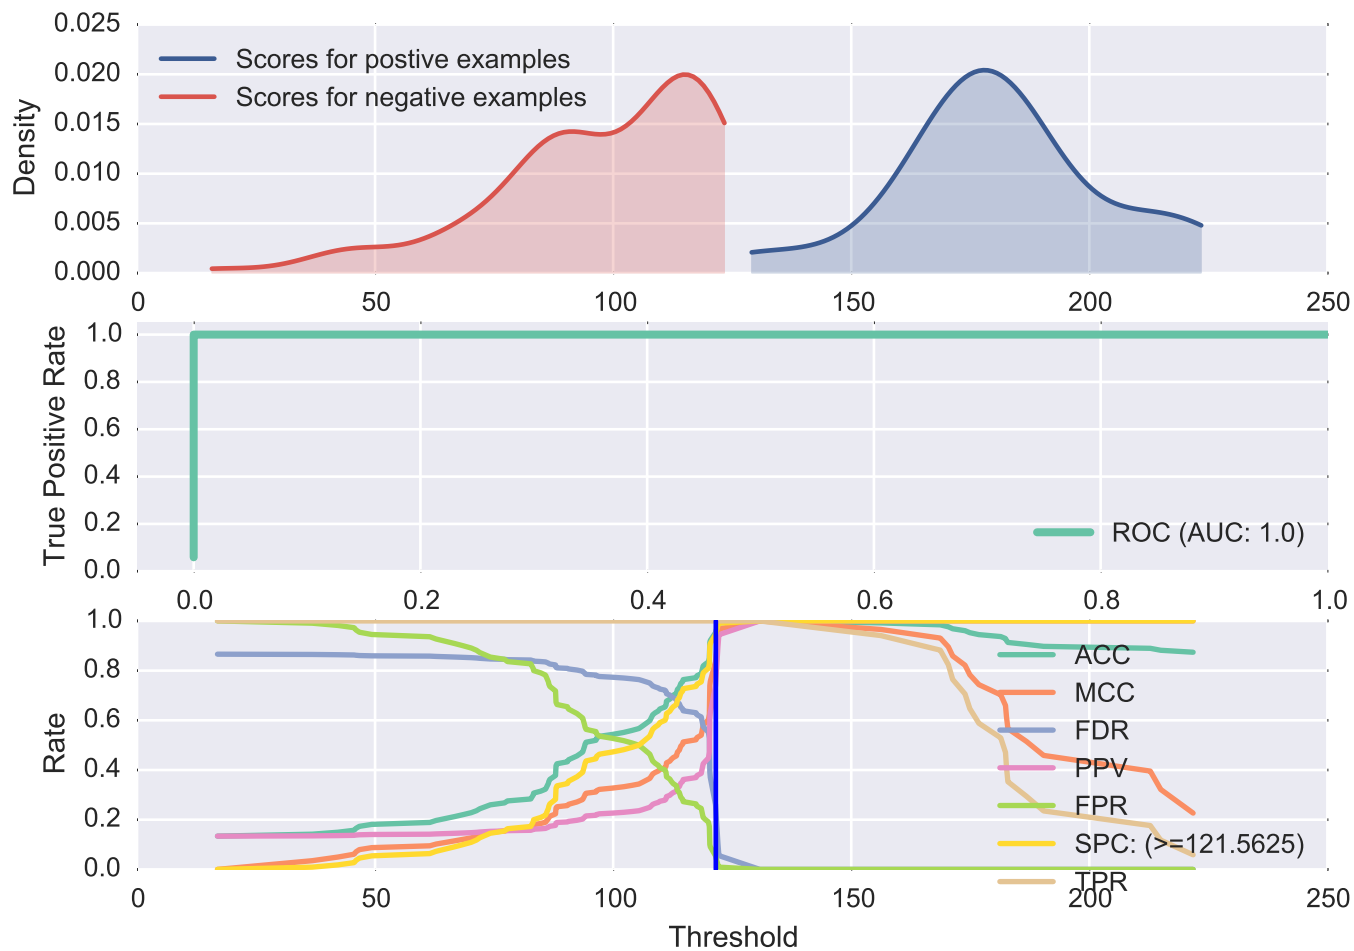 0.025
0.020
0.015
0.010
0.005
0.000
Density
Scores for postive examples
Scores for negative examples
0 50 100 150 200 250
1.0
0.8
0.6
0.4
0.2
0.0
True Positive Rate
ROC (AUC: 1.0)
0.0 0.2 0.4 0.6 0.8 1.0
1.0
0.8
0.6
0.4
0.2
0.0
Rate
ACC
MCC
FDR
PPV
FPR
SPC: (>=121.5625)
TPR
0 50 100 150 200 250
Threshold